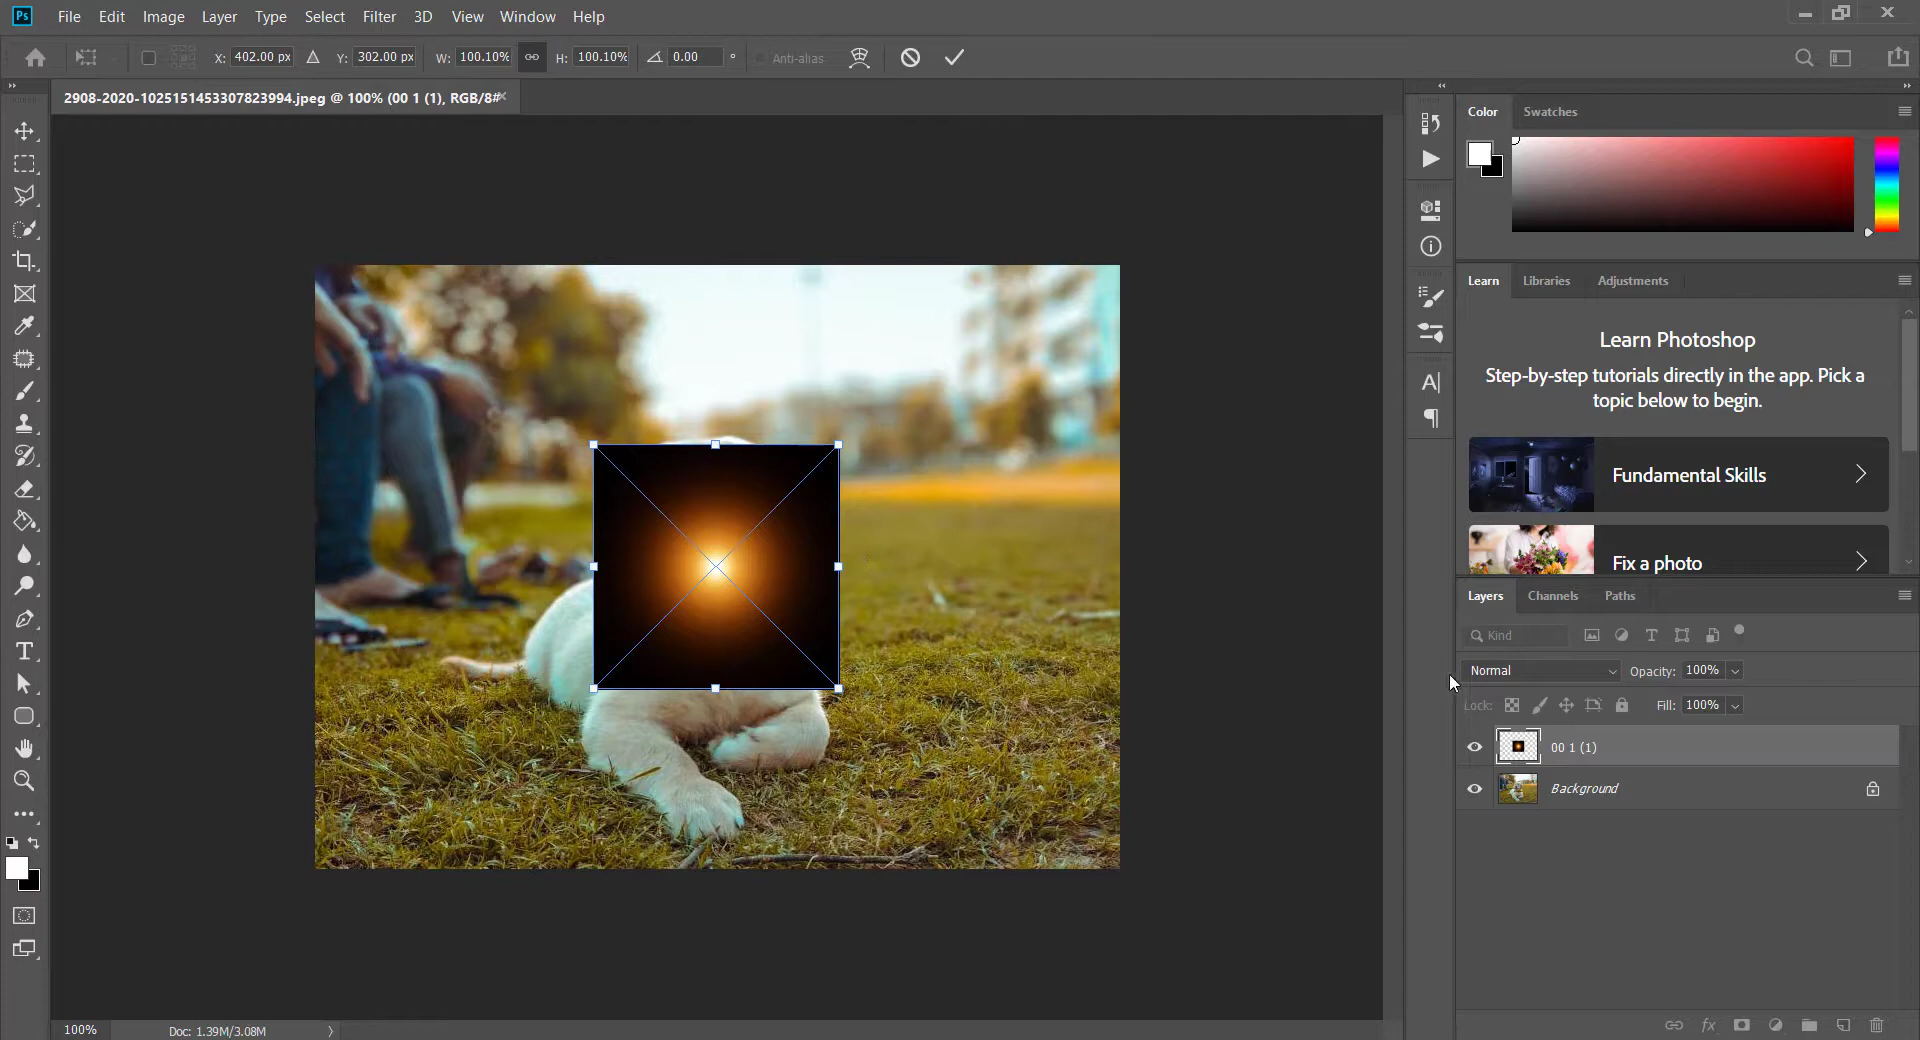 Ps File Edit Image Layer Type Select Filter 3D View Window Help
X: 402.00 px Y: 302.00 px W: 100.10% H: 100.10% 0.00 ° Anti-alias
2908-2020-1025151453307823994.jpeg @ 100% (00 1 (1), RGB/8#
Color Swatches
Learn Libraries Adjustments
Learn Photoshop
Step-by-step tutorials directly in the app. Pick a
topic below to begin.
Fundamental Skills
Fix a photo
Layers Channels Paths
Kind
Normal Opacity: 100%
Lock: Fill: 100%
00 1 (1)
Background
100% Doc: 1.39M/3.08M